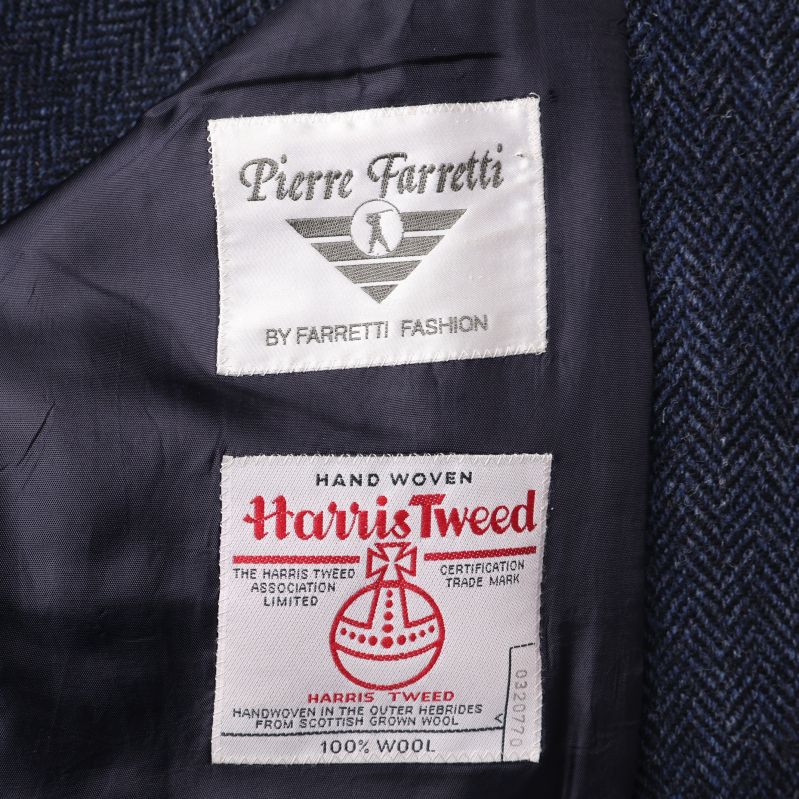 Pierre Farretti
BY FARRETTI FASHION
HAND WOVEN
Harris Tweed
THE HARRIS TWEED
ASSOCIATION
LIMITED
CERTIFICATION
TRADE MARK
HARRIS TWEED
HANDWOVEN IN THE OUTER HEBRIDES
FROM SCOTTISH GROWN WOOL
100% WOOL
0320770